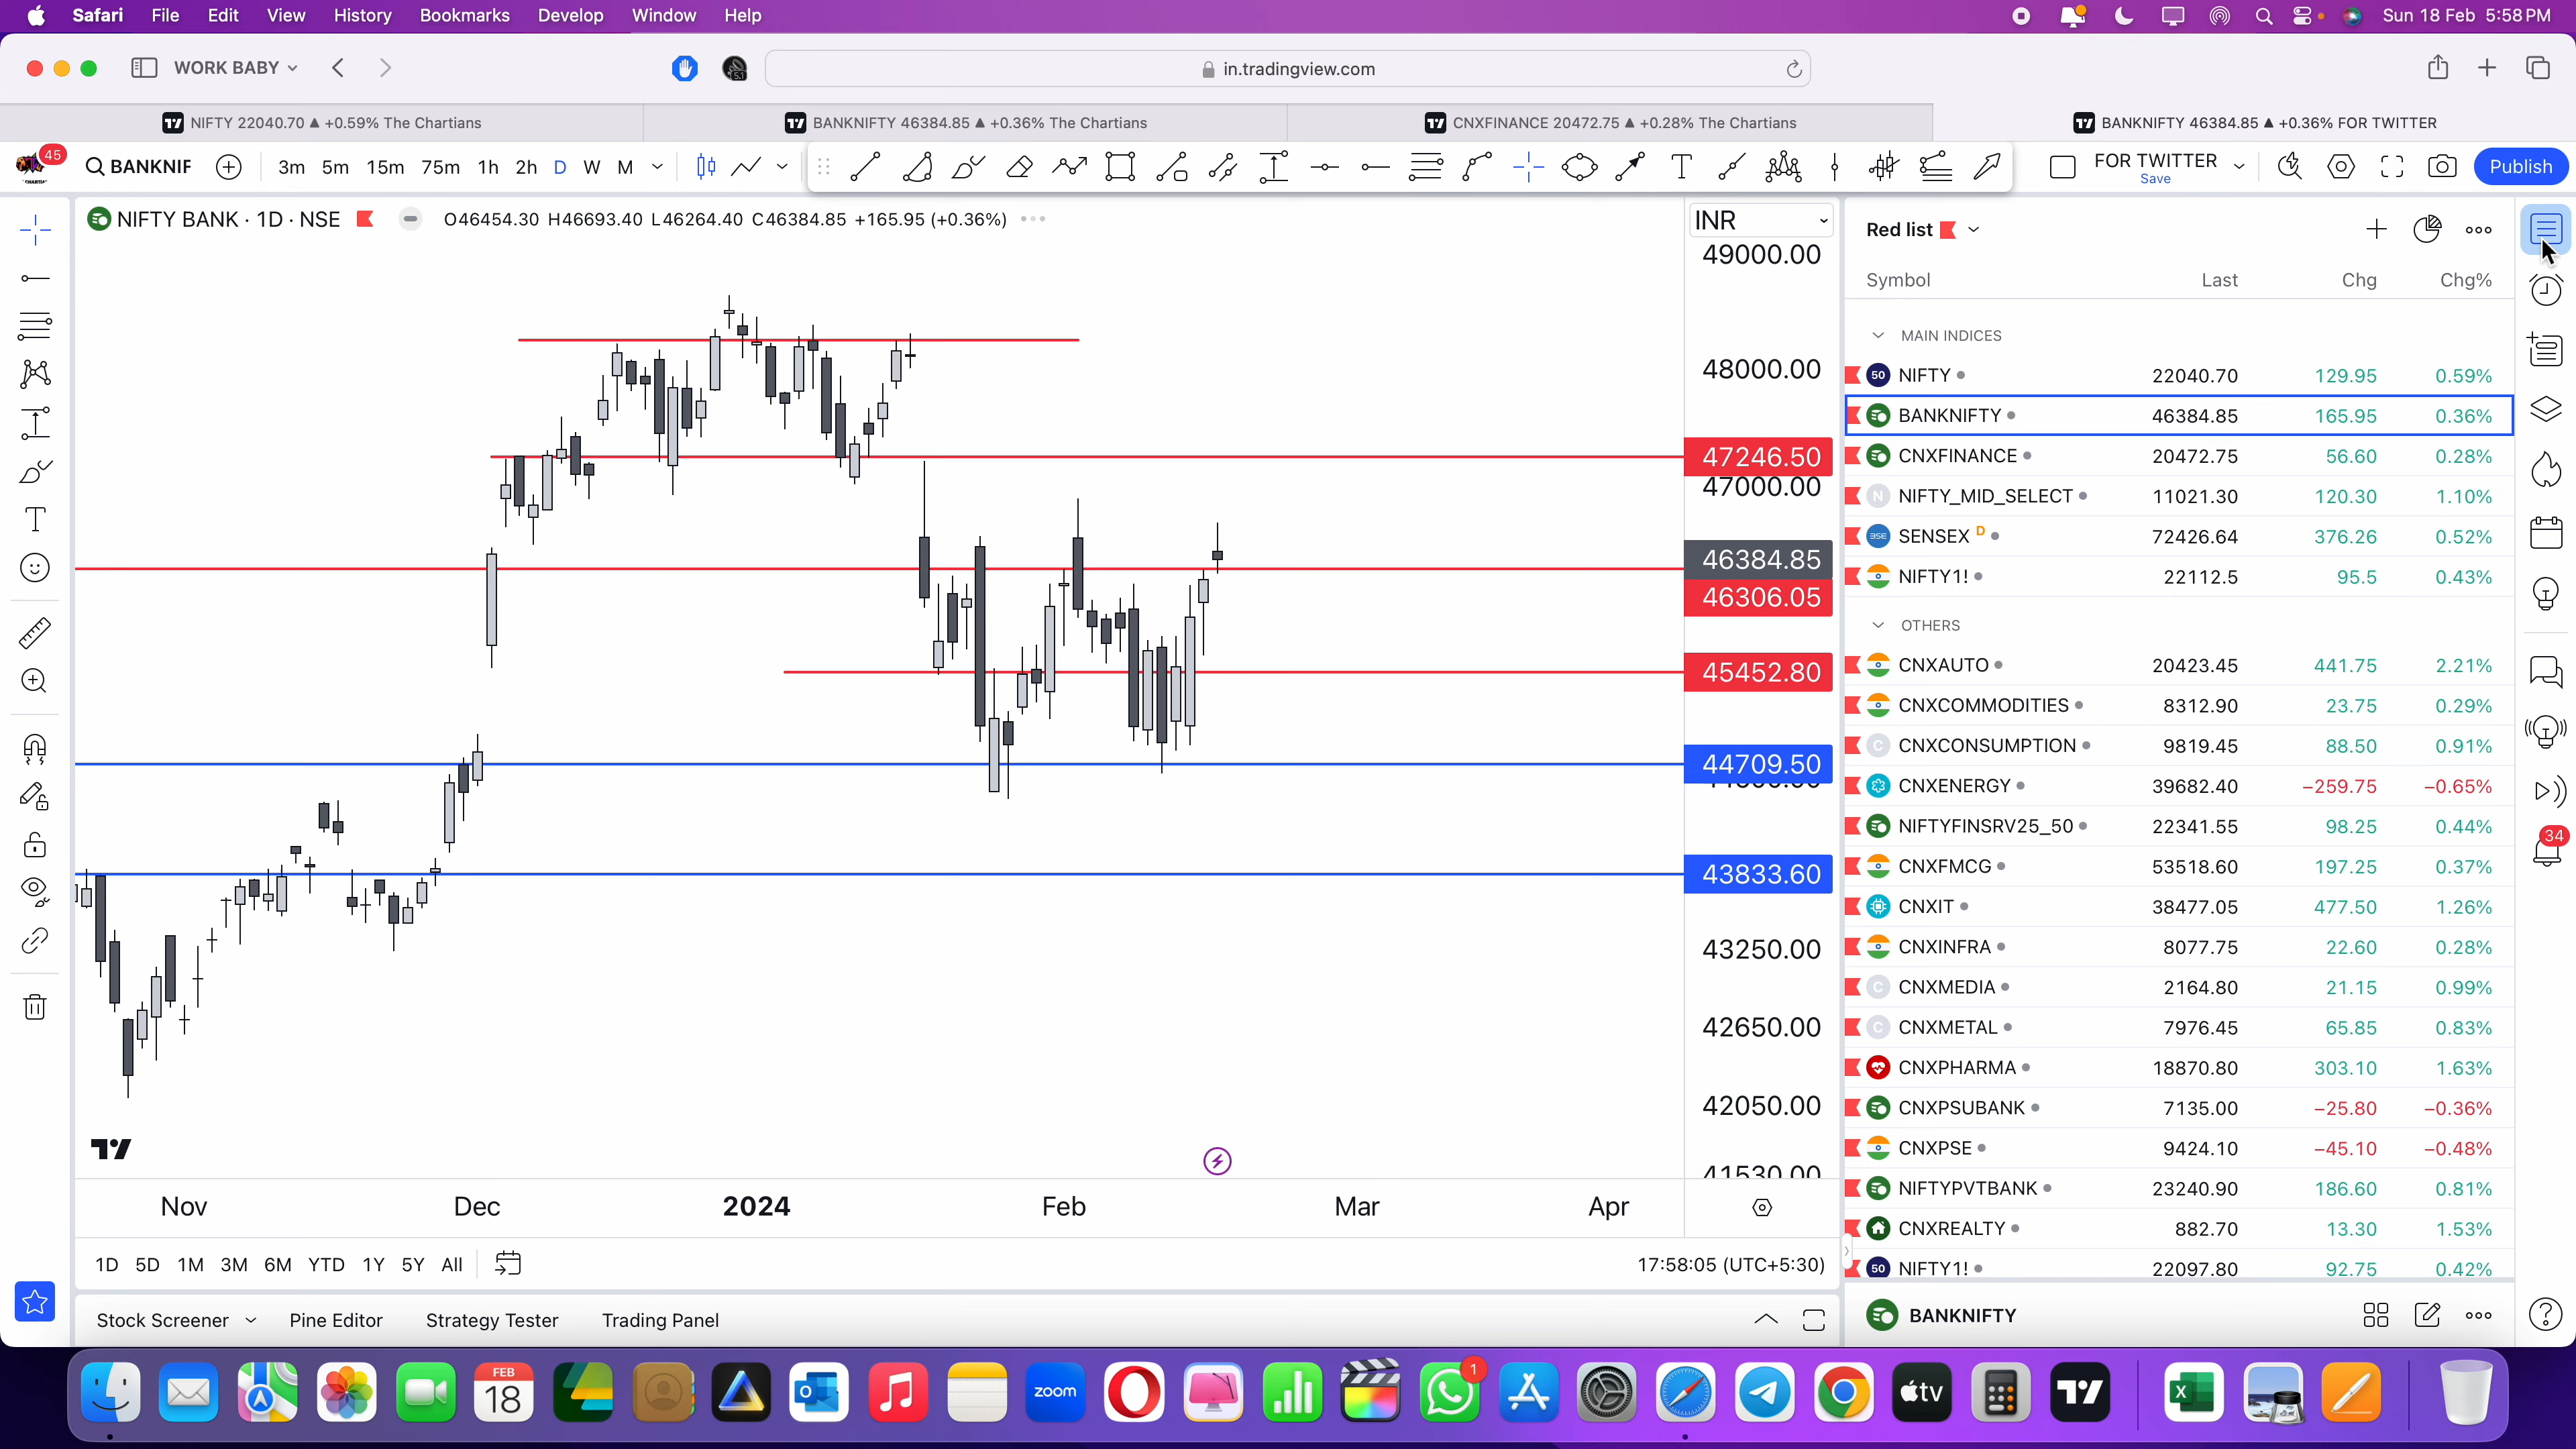 Safari File Edit View History Bookmarks Develop Window Help Sun 18 Feb 5:58 PM
WORK BABY in.tradingview.com
NIFTY 22040.70 ▲ +0.59% The Chartians BANKNIFTY 46384.85 ▲ +0.36% The Chartians CNXFINANCE 20472.75 ▲ +0.28% The Chartians BANKNIFTY 46384.85 ▲ +0.36% FOR TWITTER
45 BANKNIF 3m 5m 15m 75m 1h 2h D W M FOR TWITTER Save Publish
NIFTY BANK · 1D · NSE O46454.30 H46693.40 L46264.40 C46384.85 +165.95 (+0.36%)
INR
49000.00
48000.00
47246.50
47000.00
46384.85
46306.05
45452.80
44709.50
43833.60
43250.00
42650.00
42050.00
41530.00
Nov Dec 2024 Feb Mar Apr
1D 5D 1M 3M 6M YTD 1Y 5Y All 17:58:05 (UTC+5:30)
Stock Screener Pine Editor Strategy Tester Trading Panel
Red list
Symbol Last Chg Chg%
MAIN INDICES
50 NIFTY 22040.70 129.95 0.59%
BANKNIFTY 46384.85 165.95 0.36%
CNXFINANCE 20472.75 56.60 0.28%
N NIFTY_MID_SELECT 11021.30 120.30 1.10%
BSE SENSEX D 72426.64 376.26 0.52%
NIFTY1! 22112.5 95.5 0.43%
OTHERS
CNXAUTO 20423.45 441.75 2.21%
CNXCOMMODITIES 8312.90 23.75 0.29%
C CNXCONSUMPTION 9819.45 88.50 0.91%
CNXENERGY 39682.40 −259.75 −0.65%
NIFTYFINSRV25_50 22341.55 98.25 0.44%
CNXFMCG 53518.60 197.25 0.37%
CNXIT 38477.05 477.50 1.26%
CNXINFRA 8077.75 22.60 0.28%
C CNXMEDIA 2164.80 21.15 0.99%
C CNXMETAL 7976.45 65.85 0.83%
CNXPHARMA 18870.80 303.10 1.63%
CNXPSUBANK 7135.00 −25.80 −0.36%
CNXPSE 9424.10 −45.10 −0.48%
NIFTYPVTBANK 23240.90 186.60 0.81%
CNXREALTY 882.70 13.30 1.53%
50 NIFTY1! 22097.80 92.75 0.42%
BANKNIFTY
34
FEB
18
zoom
1
tv